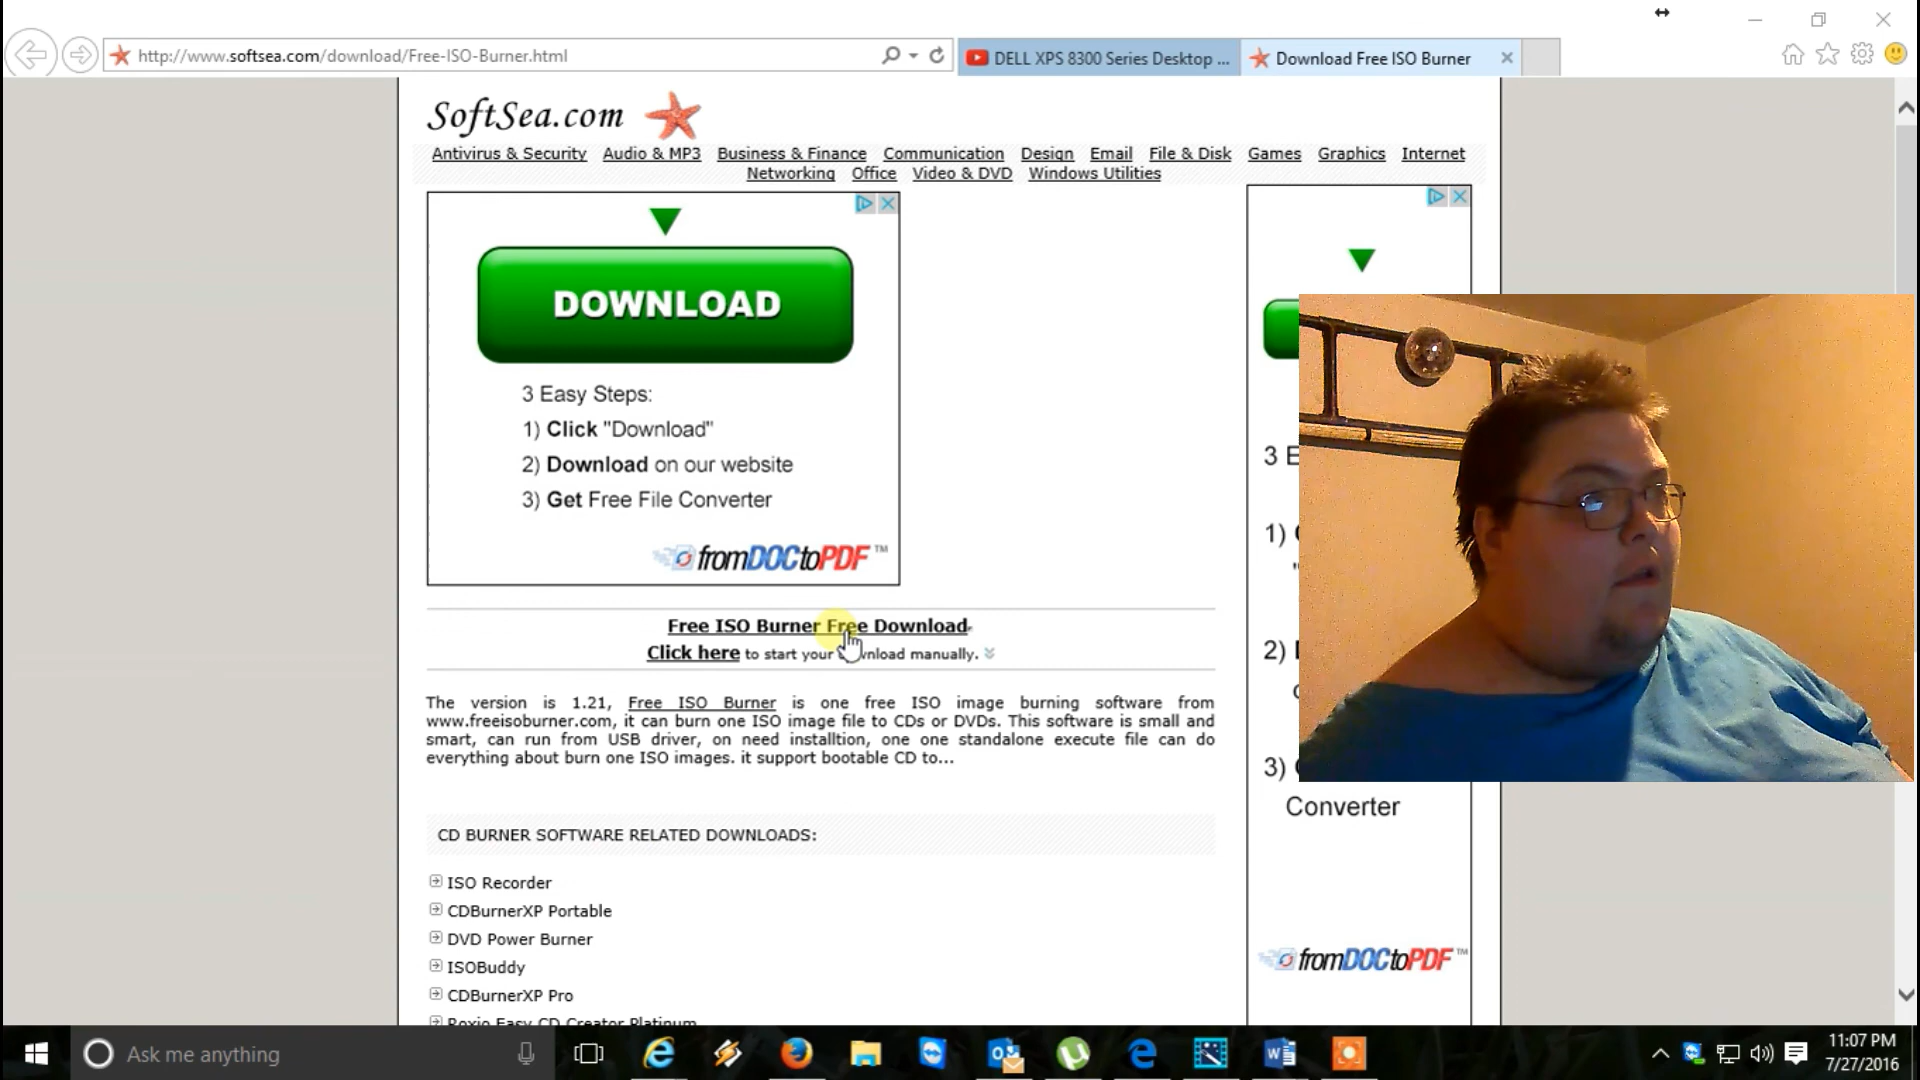 http://www.softsea.com/download/Free-ISO-Burner.html
DELL XPS 8300 Series Desktop ...
Download Free ISO Burner
SoftSea.com
Antivirus & Security Audio & MP3 Business & Finance Communication Design Email File & Disk Games Graphics Internet
Networking Office Video & DVD Windows Utilities
DOWNLOAD
3 Easy Steps:
1) Click "Download"
2) Download on our website
3) Get Free File Converter
fromDOCtoPDF™
3
1)
2)
3)
Converter
fromDOCtoPDF™
Free ISO Burner Free Download
Click here to start your download manually.
The version is 1.21, Free ISO Burner is one free ISO image burning software from
www.freeisoburner.com, it can burn one ISO image file to CDs or DVDs. This software is small and
smart, can run from USB driver, on need installtion, one one standalone execute file can do
everything about burn one ISO images. it support bootable CD to...
CD BURNER SOFTWARE RELATED DOWNLOADS:
ISO Recorder
CDBurnerXP Portable
DVD Power Burner
ISOBuddy
CDBurnerXP Pro
Roxio Easy CD Creator Platinum
Ask me anything
11:07 PM
7/27/2016